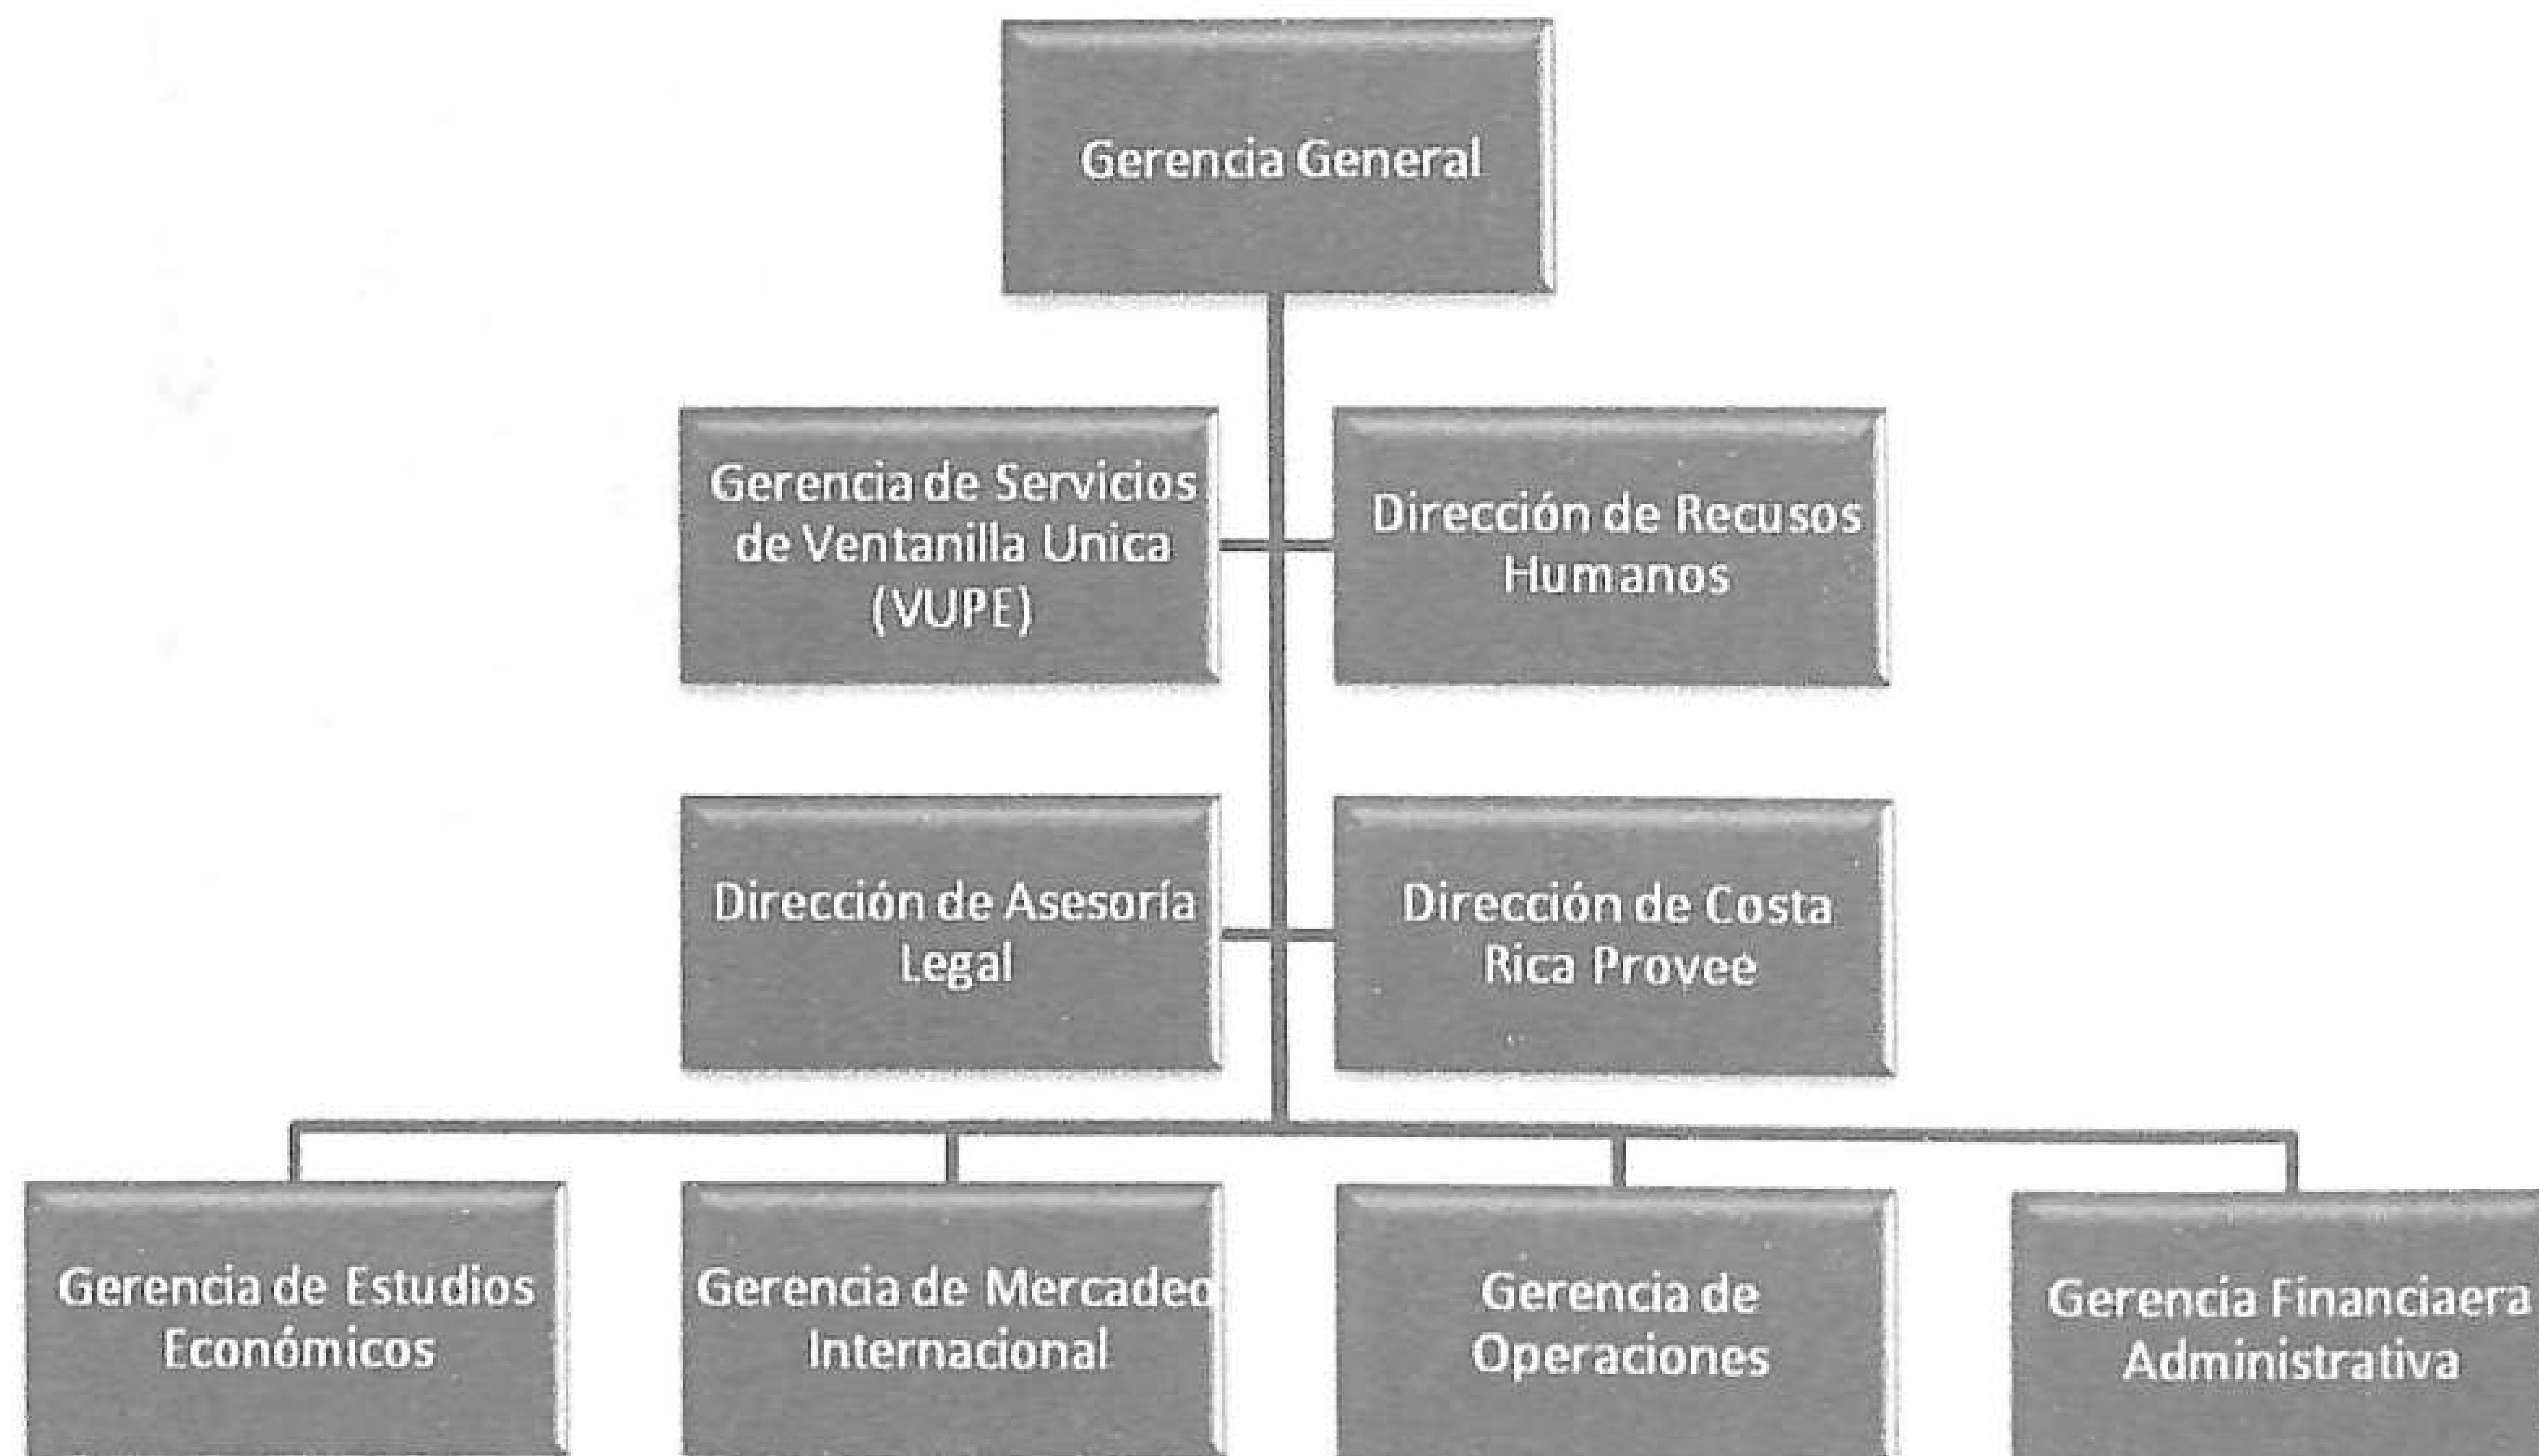 Gerencia General
Gerencia de Servicios
de Ventanilla Unica
(VUPE)
Dirección de Recusos
Humanos
Dirección de Asesoría
Legal
Dirección de Costa
Rica Provee
Gerencia de Estudios
Económicos
Gerencia de Mercadeo
Internacional
Gerencia de
Operaciones
Gerencia Financiaera
Administrativa